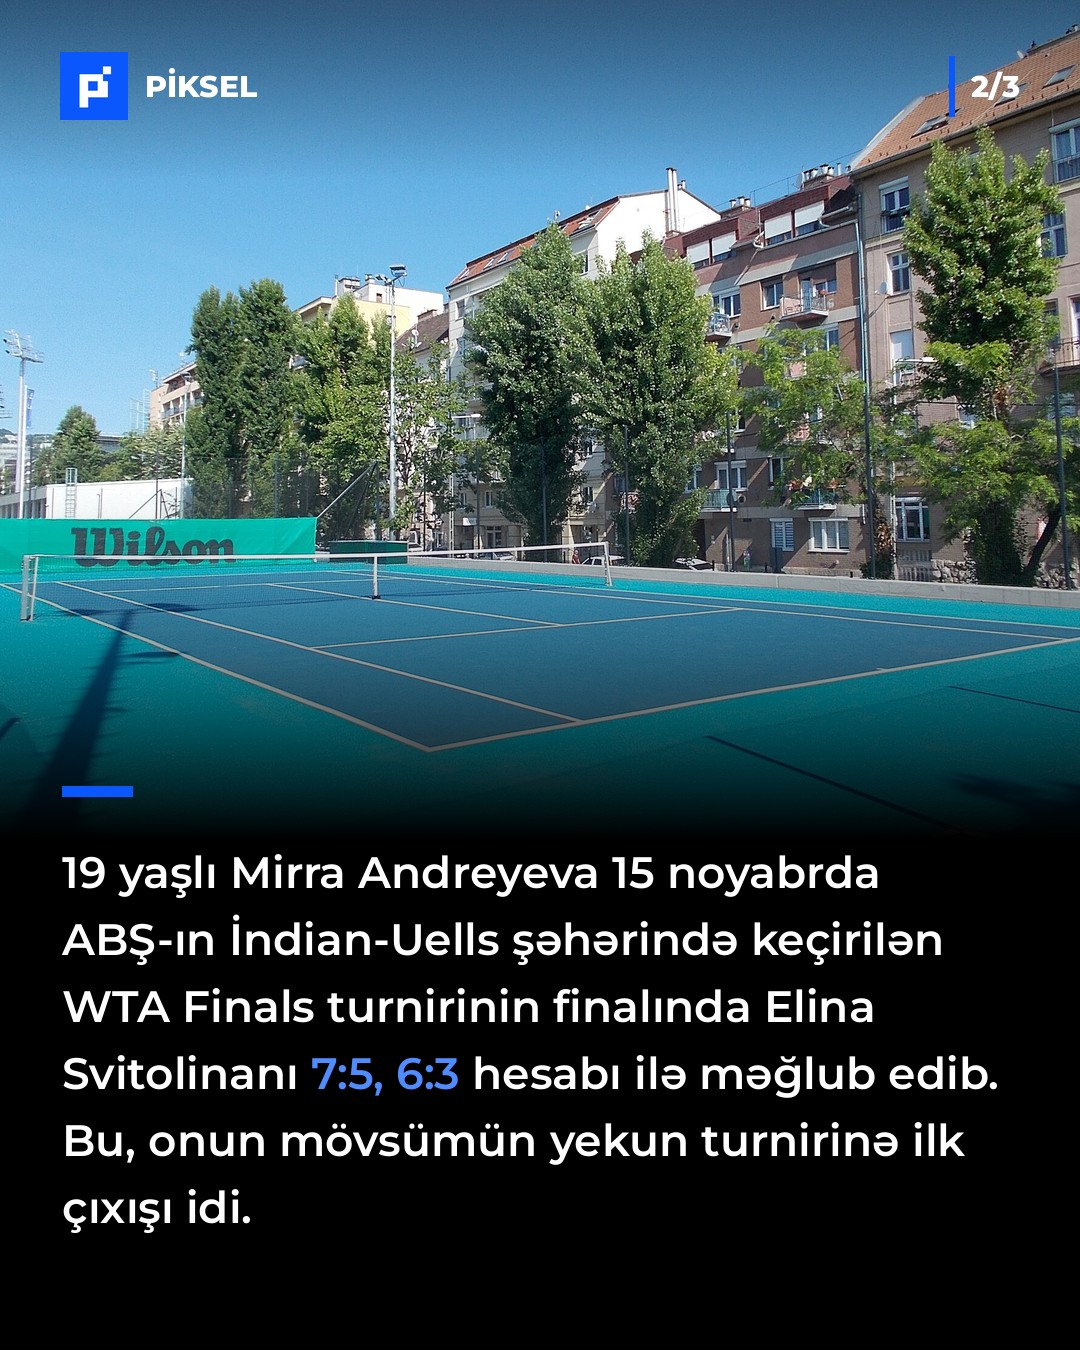 PİKSEL
2/3
Wilson
19 yaşlı Mirra Andreyeva 15 noyabrda
ABŞ-ın İndian-Uells şəhərində keçirilən
WTA Finals turnirinin finalında Elina
Svitolinanı 7:5, 6:3 hesabı ilə məğlub edib.
Bu, onun mövsümün yekun turnirinə ilk
çıxışı idi.